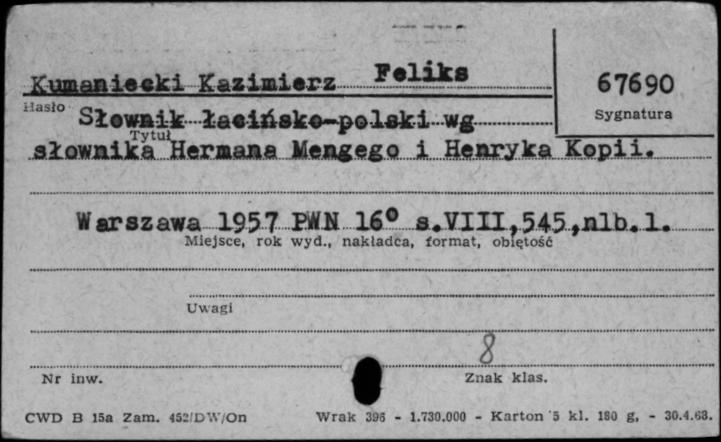 Kumaniecki Kazimierz Feliks
67690
Hasło
Sygnatura
Słownik łacińsko-polski wg
Tytuł
słownika Hermana Mengego i Henryka Kopii.
Warszawa 1957 PWN 16° s.VIII,545,nlb.1.
Miejsce, rok wyd., nakładca, format, objętość
Uwagi
8
Nr inw.
Znak klas.
CWD B 15a Zam. 452/DW/On Wrak 396 - 1.730.000 - Karton 5 kl. 180 g. - 30.4.68.